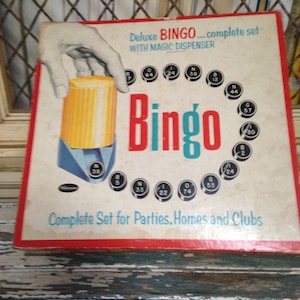 Deluxe BINGO...complete set
WITH MAGIC DISPENSER
Bingo
Complete Set for Parties, Homes and Clubs